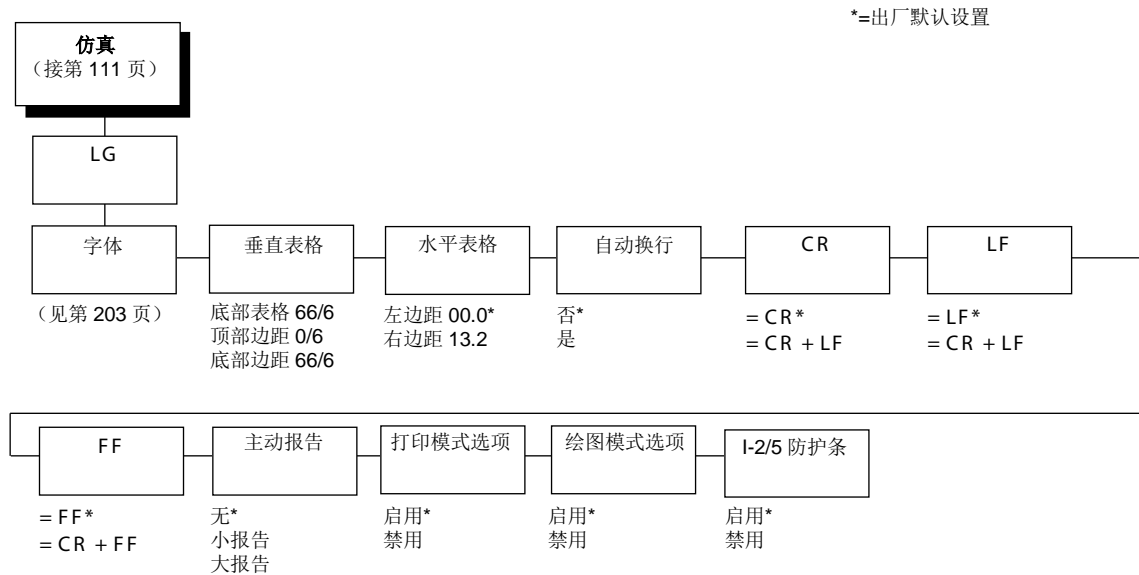 *=出厂默认设置
仿真
（接第 111 页）
LG
字体
（见第 203 页）
垂直表格
底部表格 66/6
顶部边距 0/6
底部边距 66/6
水平表格
左边距 00.0*
右边距 13.2
自动换行
否*
是
CR
= CR*
= CR + LF
LF
= LF*
= CR + LF
FF
= FF*
= CR + FF
主动报告
无*
小报告
大报告
打印模式选项
启用*
禁用
绘图模式选项
启用*
禁用
I-2/5 防护条
启用*
禁用